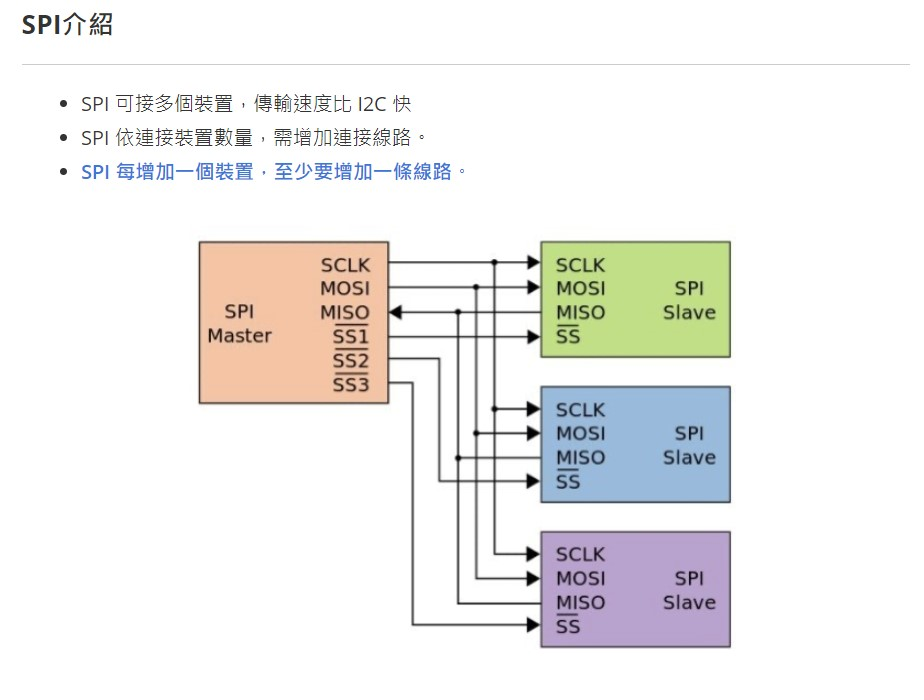 SPI介紹
SPI 可接多個裝置，傳輸速度比 I2C 快
SPI 依連接裝置數量，需增加連接線路。
SPI 每增加一個裝置，至少要增加一條線路。
SPI
Master
SCLK
MOSI
MISO
SS1
SS2
SS3
SCLK
MOSI
MISO
SS
SPI
Slave
SCLK
MOSI
MISO
SS
SPI
Slave
SCLK
MOSI
MISO
SS
SPI
Slave